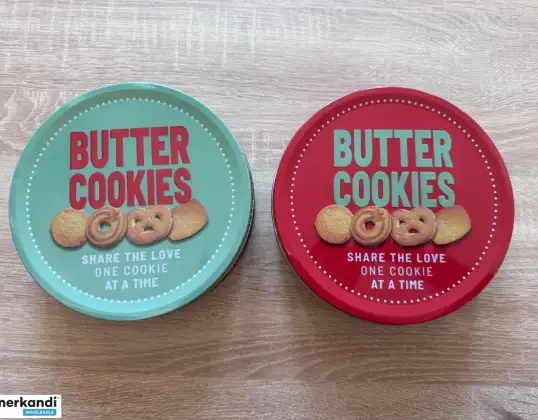 BUTTER
COOKIES
SHARE THE LOVE
ONE COOKIE
AT A TIME
BUTTER
COOKIES
SHARE THE LOVE
ONE COOKIE
AT A TIME
merkandi
WHOLESALE